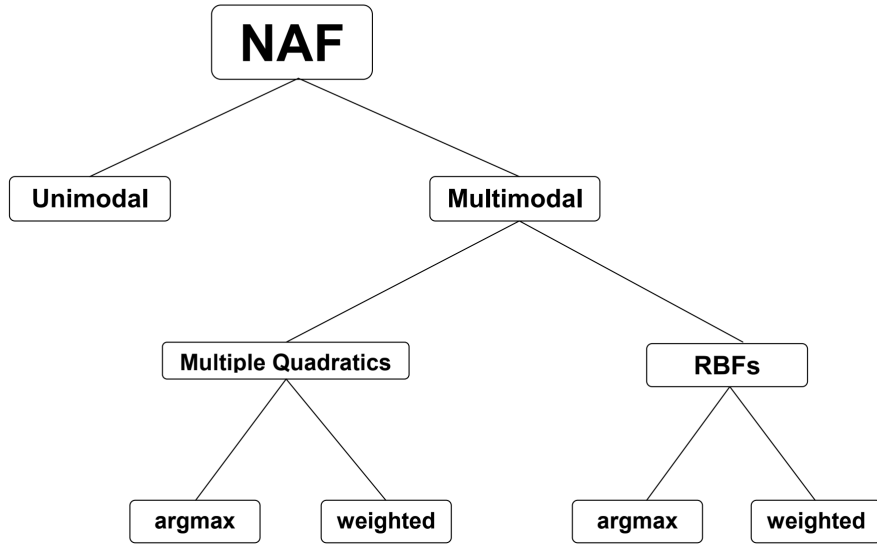 NAF
Unimodal
Multimodal
Multiple Quadratics
RBFs
argmax
weighted
argmax
weighted